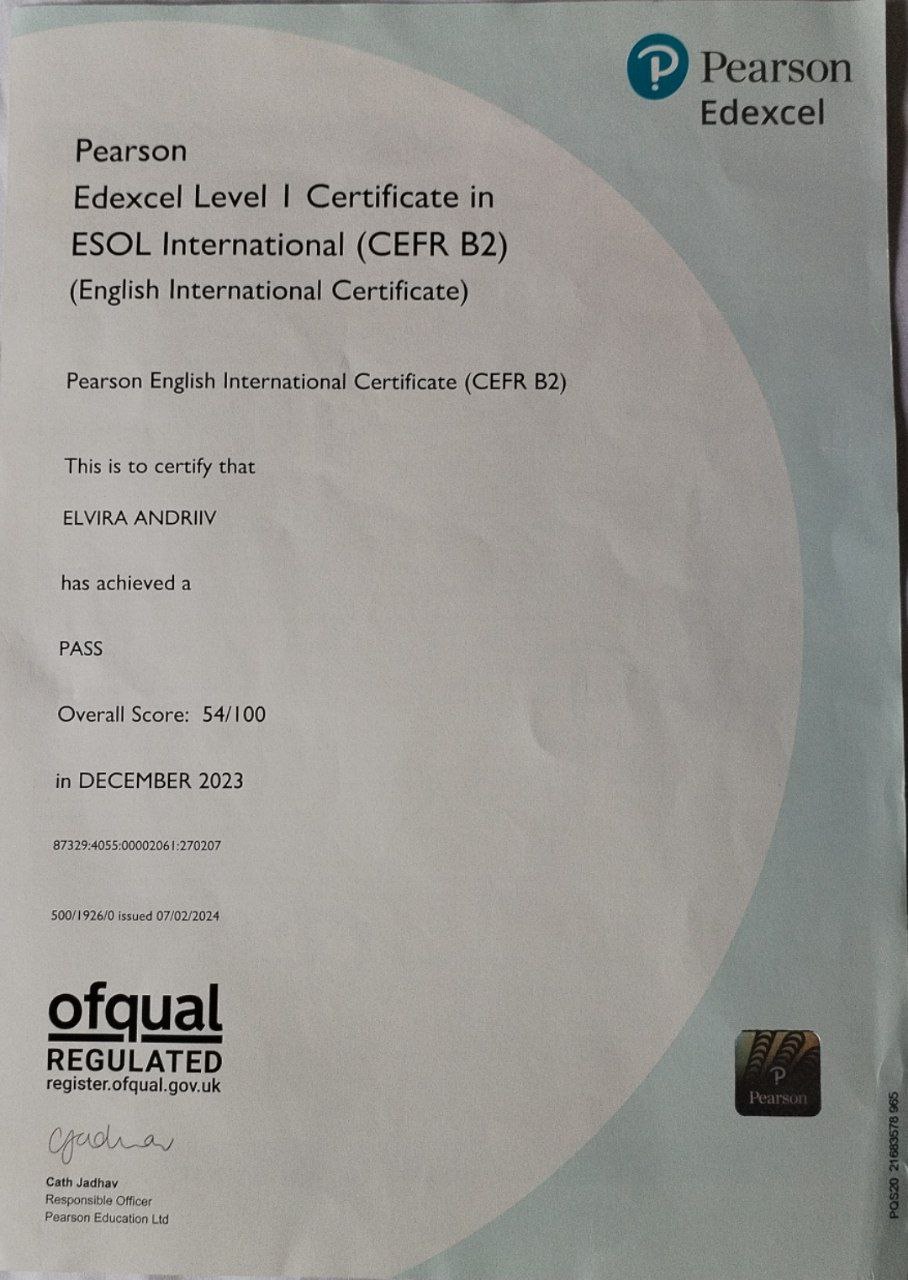 Pearson
Edexcel
Pearson
Edexcel Level 1 Certificate in
ESOL International (CEFR B2)
(English International Certificate)
Pearson English International Certificate (CEFR B2)
This is to certify that
ELVIRA ANDRIIV
has achieved a
PASS
Overall Score: 54/100
in DECEMBER 2023
87329:4055:00002061:270207
500/1926/0 issued 07/02/2024
ofqual
REGULATED
register.ofqual.gov.uk
CJadhav
Cath Jadhav
Responsible Officer
Pearson Education Ltd
P
Pearson
PQS20 21683578 965